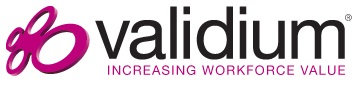 validium®
INCREASING WORKFORCE VALUE